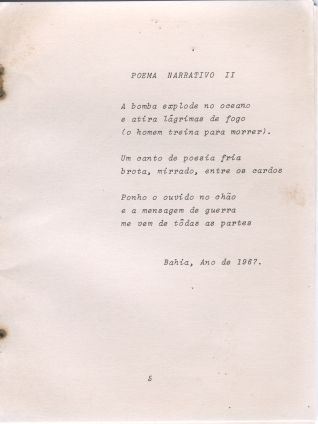 POEMA NARRATIVO II
A bomba explode no oceano
e atira lágrimas de fogo
(o homem treina para morrer).
Um canto de poesia fria
brota, mirrado, entre os cardos
Ponho o ouvido no chão
e a mensagem de guerra
me vem de tôdas as partes
Bahia, Ano de 1967.
5